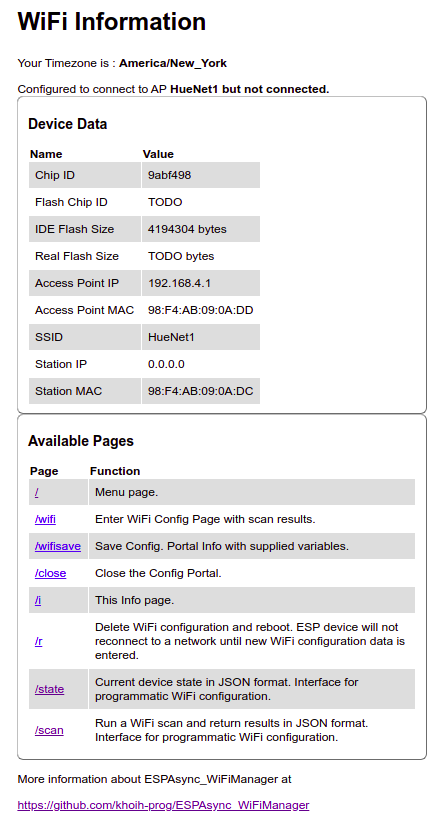 WiFi Information
Your Timezone is : America/New_York
Configured to connect to AP HueNet1 but not connected.
Device Data
Name Value
Chip ID 9abf498
Flash Chip ID TODO
IDE Flash Size 4194304 bytes
Real Flash Size TODO bytes
Access Point IP 192.168.4.1
Access Point MAC 98:F4:AB:09:0A:DD
SSID HueNet1
Station IP 0.0.0.0
Station MAC 98:F4:AB:09:0A:DC
Available Pages
Page Function
/ Menu page.
/wifi Enter WiFi Config Page with scan results.
/wifisave Save Config. Portal Info with supplied variables.
/close Close the Config Portal.
/i This Info page.
/r Delete WiFi configuration and reboot. ESP device will not
reconnect to a network until new WiFi configuration data is
entered.
/state Current device state in JSON format. Interface for
programmatic WiFi configuration.
/scan Run a WiFi scan and return results in JSON format.
Interface for programmatic WiFi configuration.
More information about ESPAsync_WiFiManager at
https://github.com/khoih-prog/ESPAsync_WiFiManager